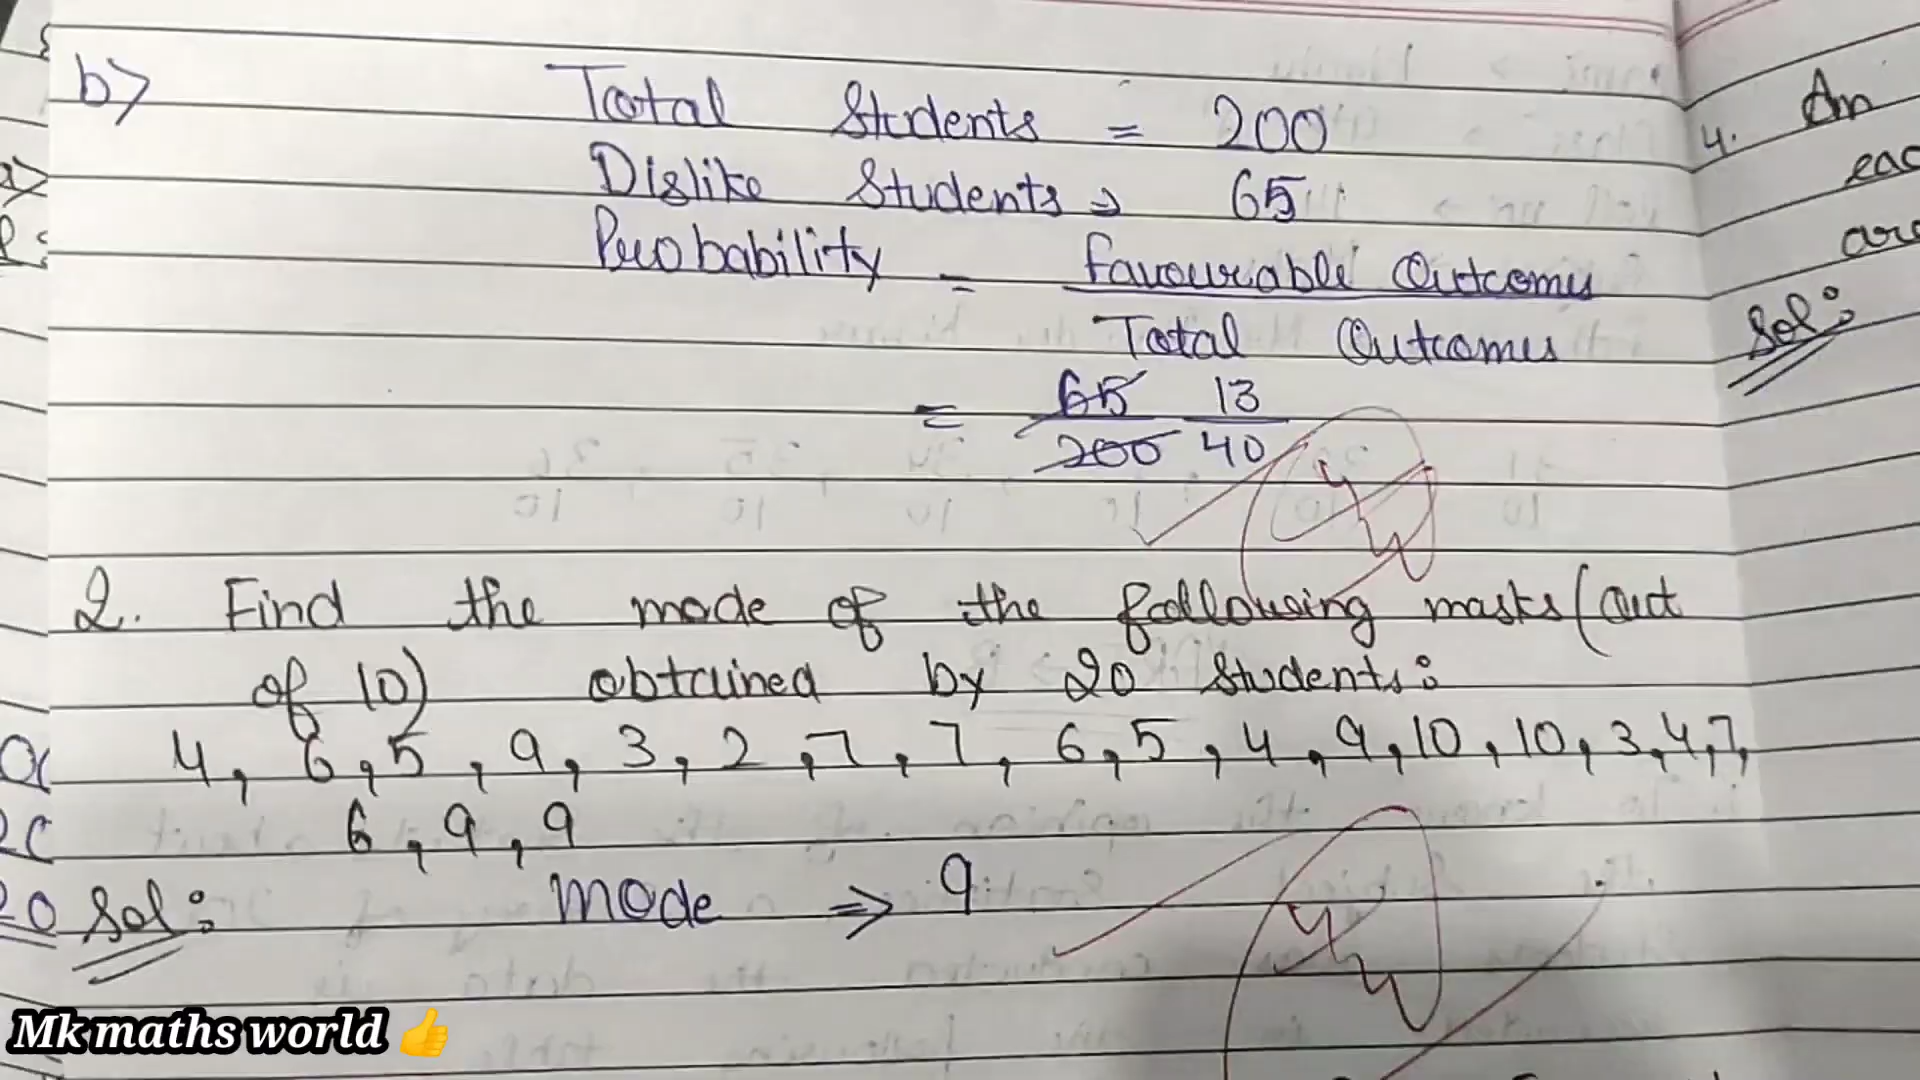 b>
Total Students = 200
Dislike Students ⇒ 65
Probability = Favourable Outcomes
Total Outcomes
= 65 13
200 40
2. Find the mode of the following marks (Out
of 10) obtained by 20 students:
4, 6, 5, 9, 3, 2, 7, 7, 6, 5, 4, 9, 10, 10, 3, 4, 7,
6, 9, 9
Sol: Mode ⇒ 9
4. An
eac
are
Sol:
Mk maths world 👍